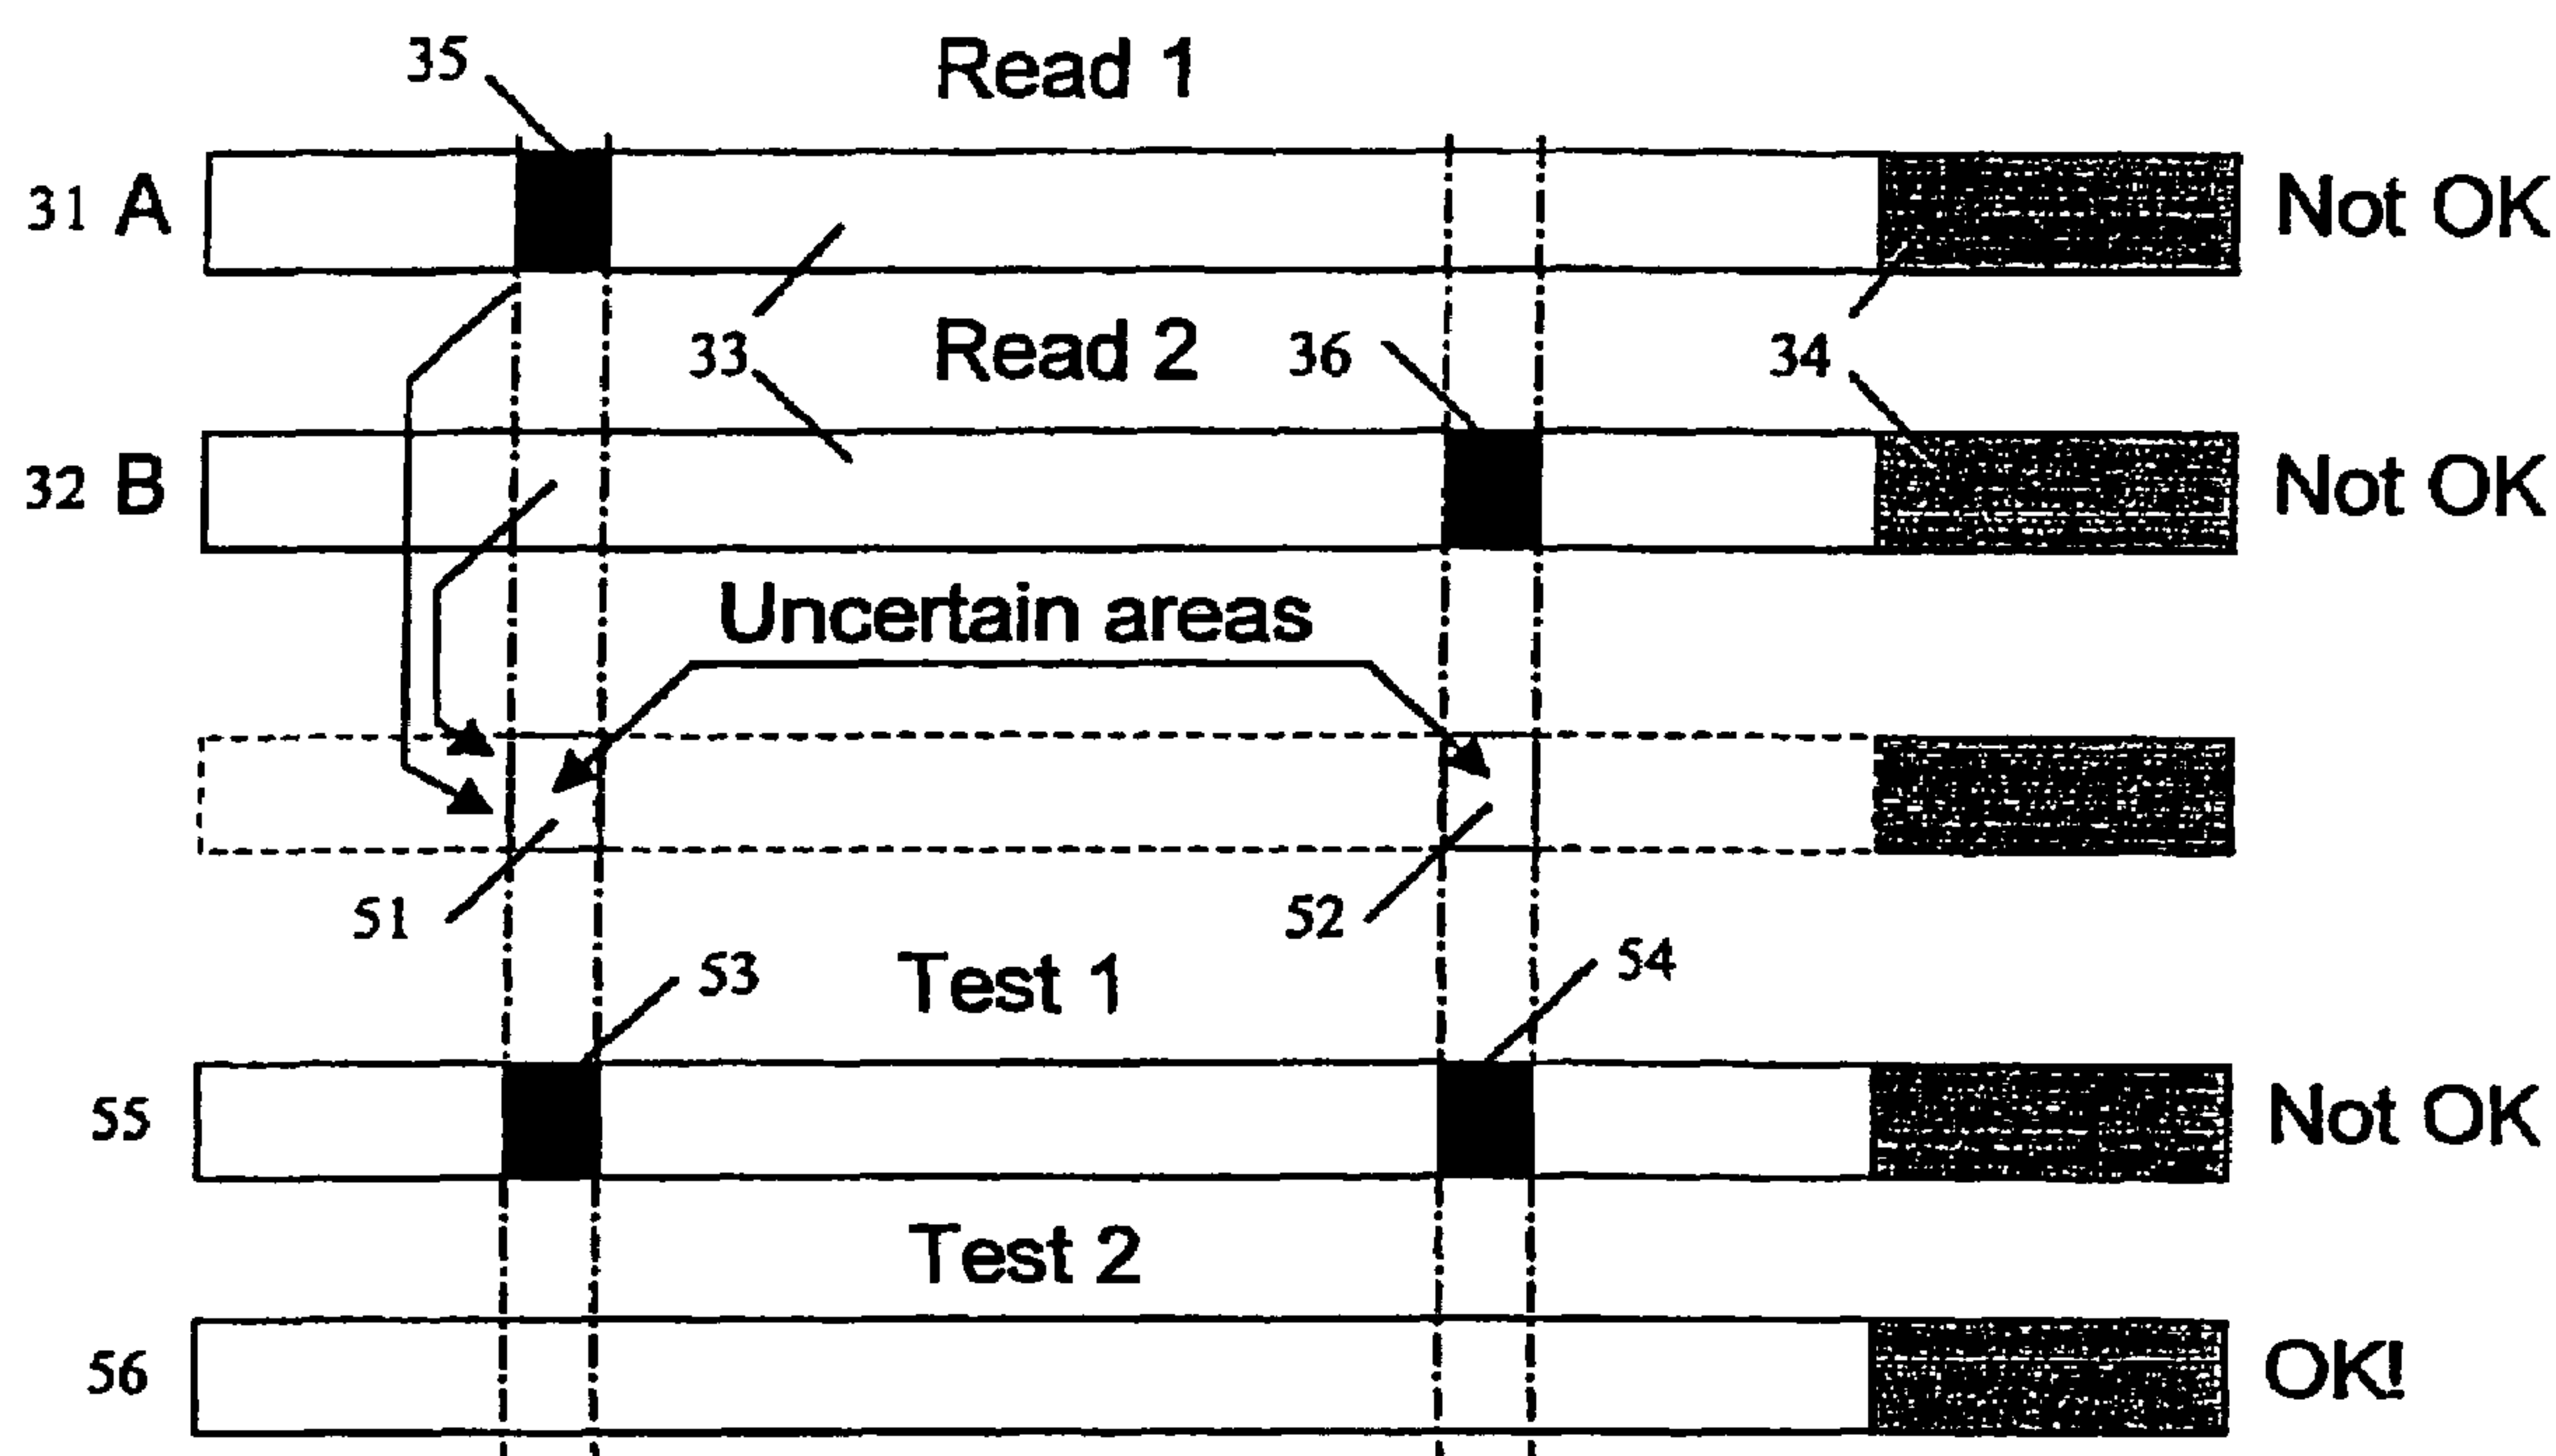 35
Read 1
31 A Not OK
33 Read 2 36 34
32 B Not OK
Uncertain areas
51 52
Test 1 53 54
55 Not OK
Test 2
56 OK!